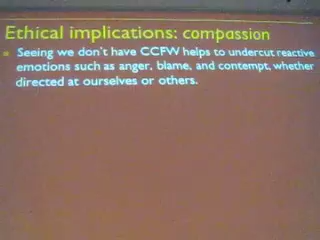 Ethical implications: compassion
Seeing we don't have CCFW helps to undercut reactive
emotions such as anger, blame, and contempt, whether
directed at ourselves or others.